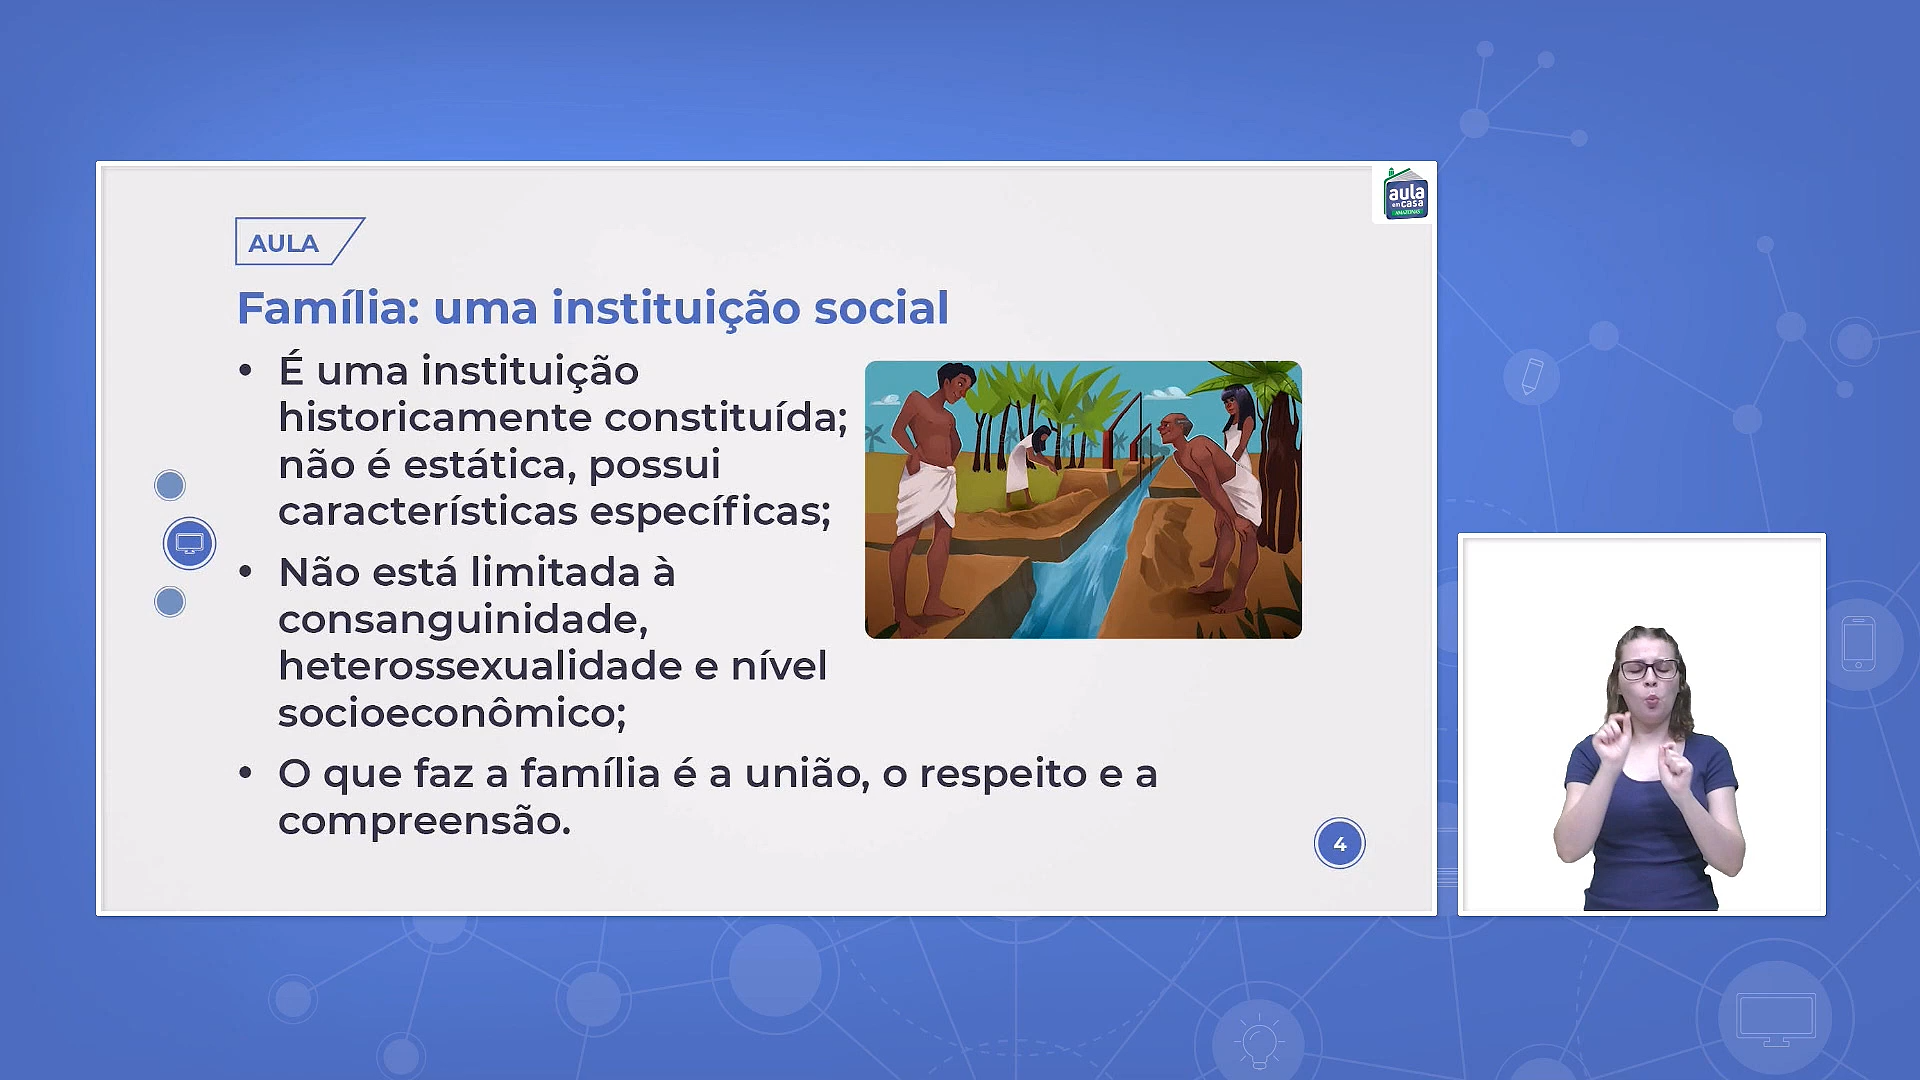 aula
em casa
AMAZONAS
AULA
Família: uma instituição social
• É uma instituição
historicamente constituída;
não é estática, possui
características específicas;
• Não está limitada à
consanguinidade,
heterossexualidade e nível
socioeconômico;
• O que faz a família é a união, o respeito e a
compreensão.
4